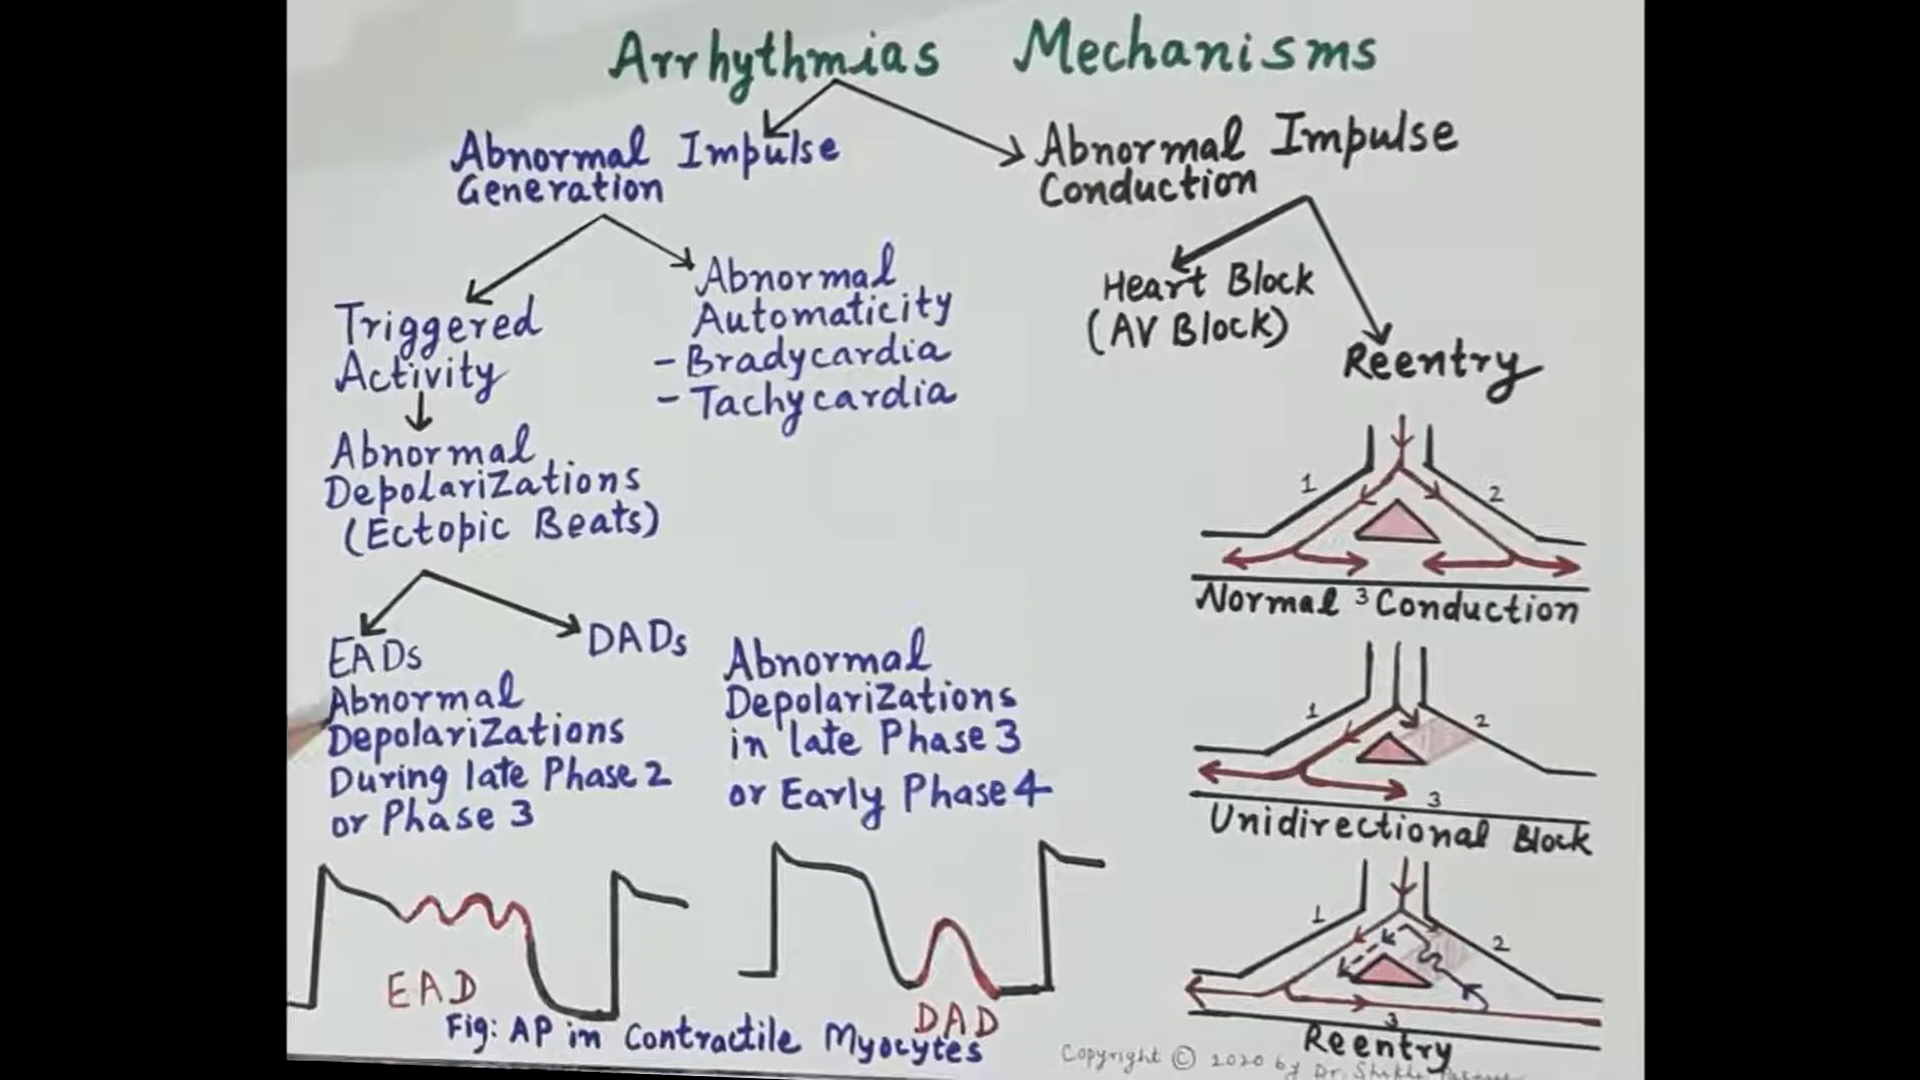 Arrhythmias Mechanisms
Abnormal Impulse
Generation
Abnormal Impulse
Conduction
Triggered
Activity
Abnormal
Automaticity
- Bradycardia
- Tachycardia
Heart Block
(AV Block)
Reentry
Abnormal
Depolarizations
(Ectopic Beats)
EADs
Abnormal
Depolarizations
During late Phase 2
or Phase 3
DADs
Abnormal
Depolarizations
in late Phase 3
or Early Phase 4
EAD
DAD
Fig: AP in Contractile Myocytes
1
2
Normal 3 Conduction
1
2
3
Unidirectional Block
1
2
3
Reentry
Copyright © 2020 by
Dr.